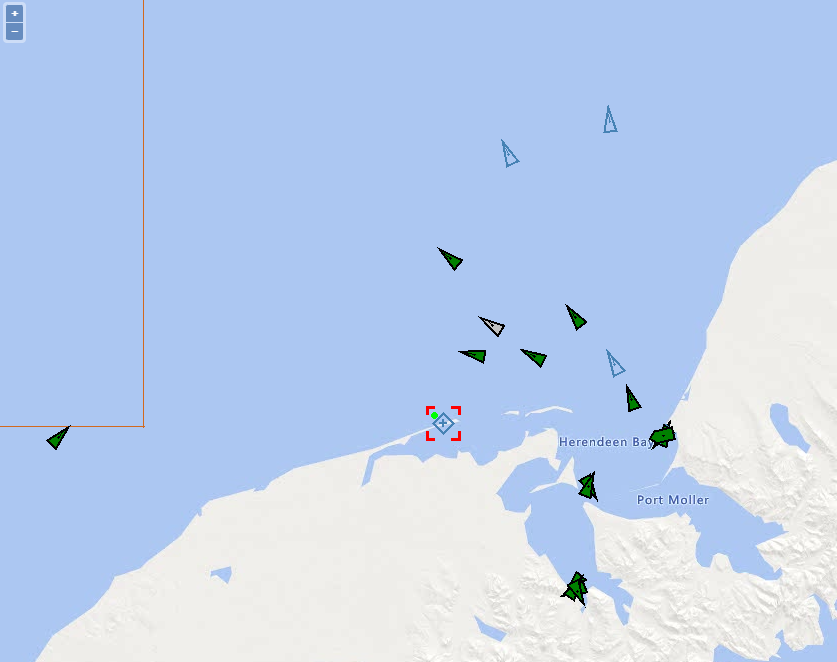 +
−
Herendeen Bay
Port Moller